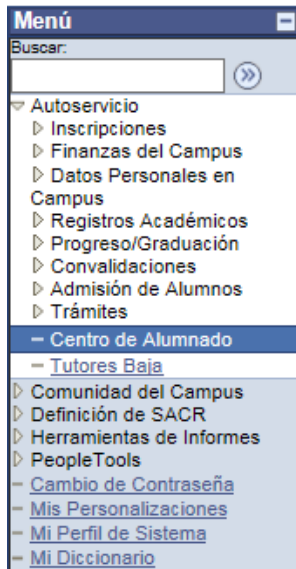 Menú
Buscar:
Autoservicio
Inscripciones
Finanzas del Campus
Datos Personales en
Campus
Registros Académicos
Progreso/Graduación
Convalidaciones
Admisión de Alumnos
Trámites
Centro de Alumnado
Tutores Baja
Comunidad del Campus
Definición de SACR
Herramientas de Informes
PeopleTools
Cambio de Contraseña
Mis Personalizaciones
Mi Perfil de Sistema
Mi Diccionario